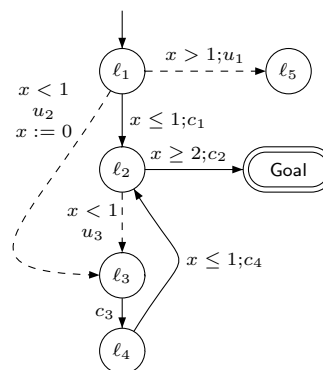 ℓ₁
x > 1; u₁
ℓ₅
x < 1
u₂
x := 0
x ≤ 1; c₁
ℓ₂
x ≥ 2; c₂
Goal
x < 1
u₃
ℓ₃
x ≤ 1; c₄
c₃
ℓ₄